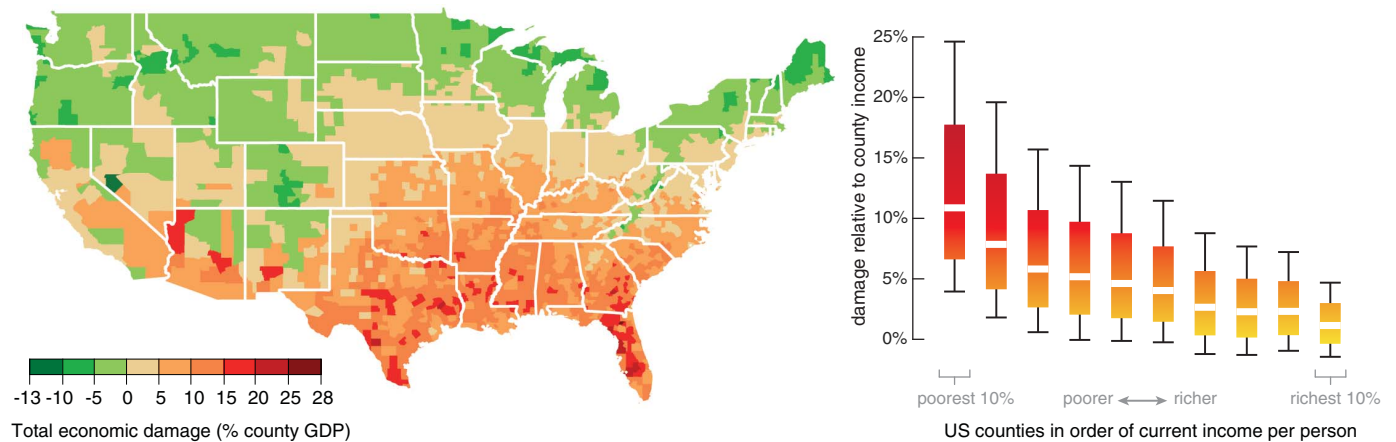 -13 -10 -5 0 5 10 15 20 25 28
Total economic damage (% county GDP)
damage relative to county income
25%
20%
15%
10%
5%
0%
poorest 10% poorer richer richest 10%
US counties in order of current income per person